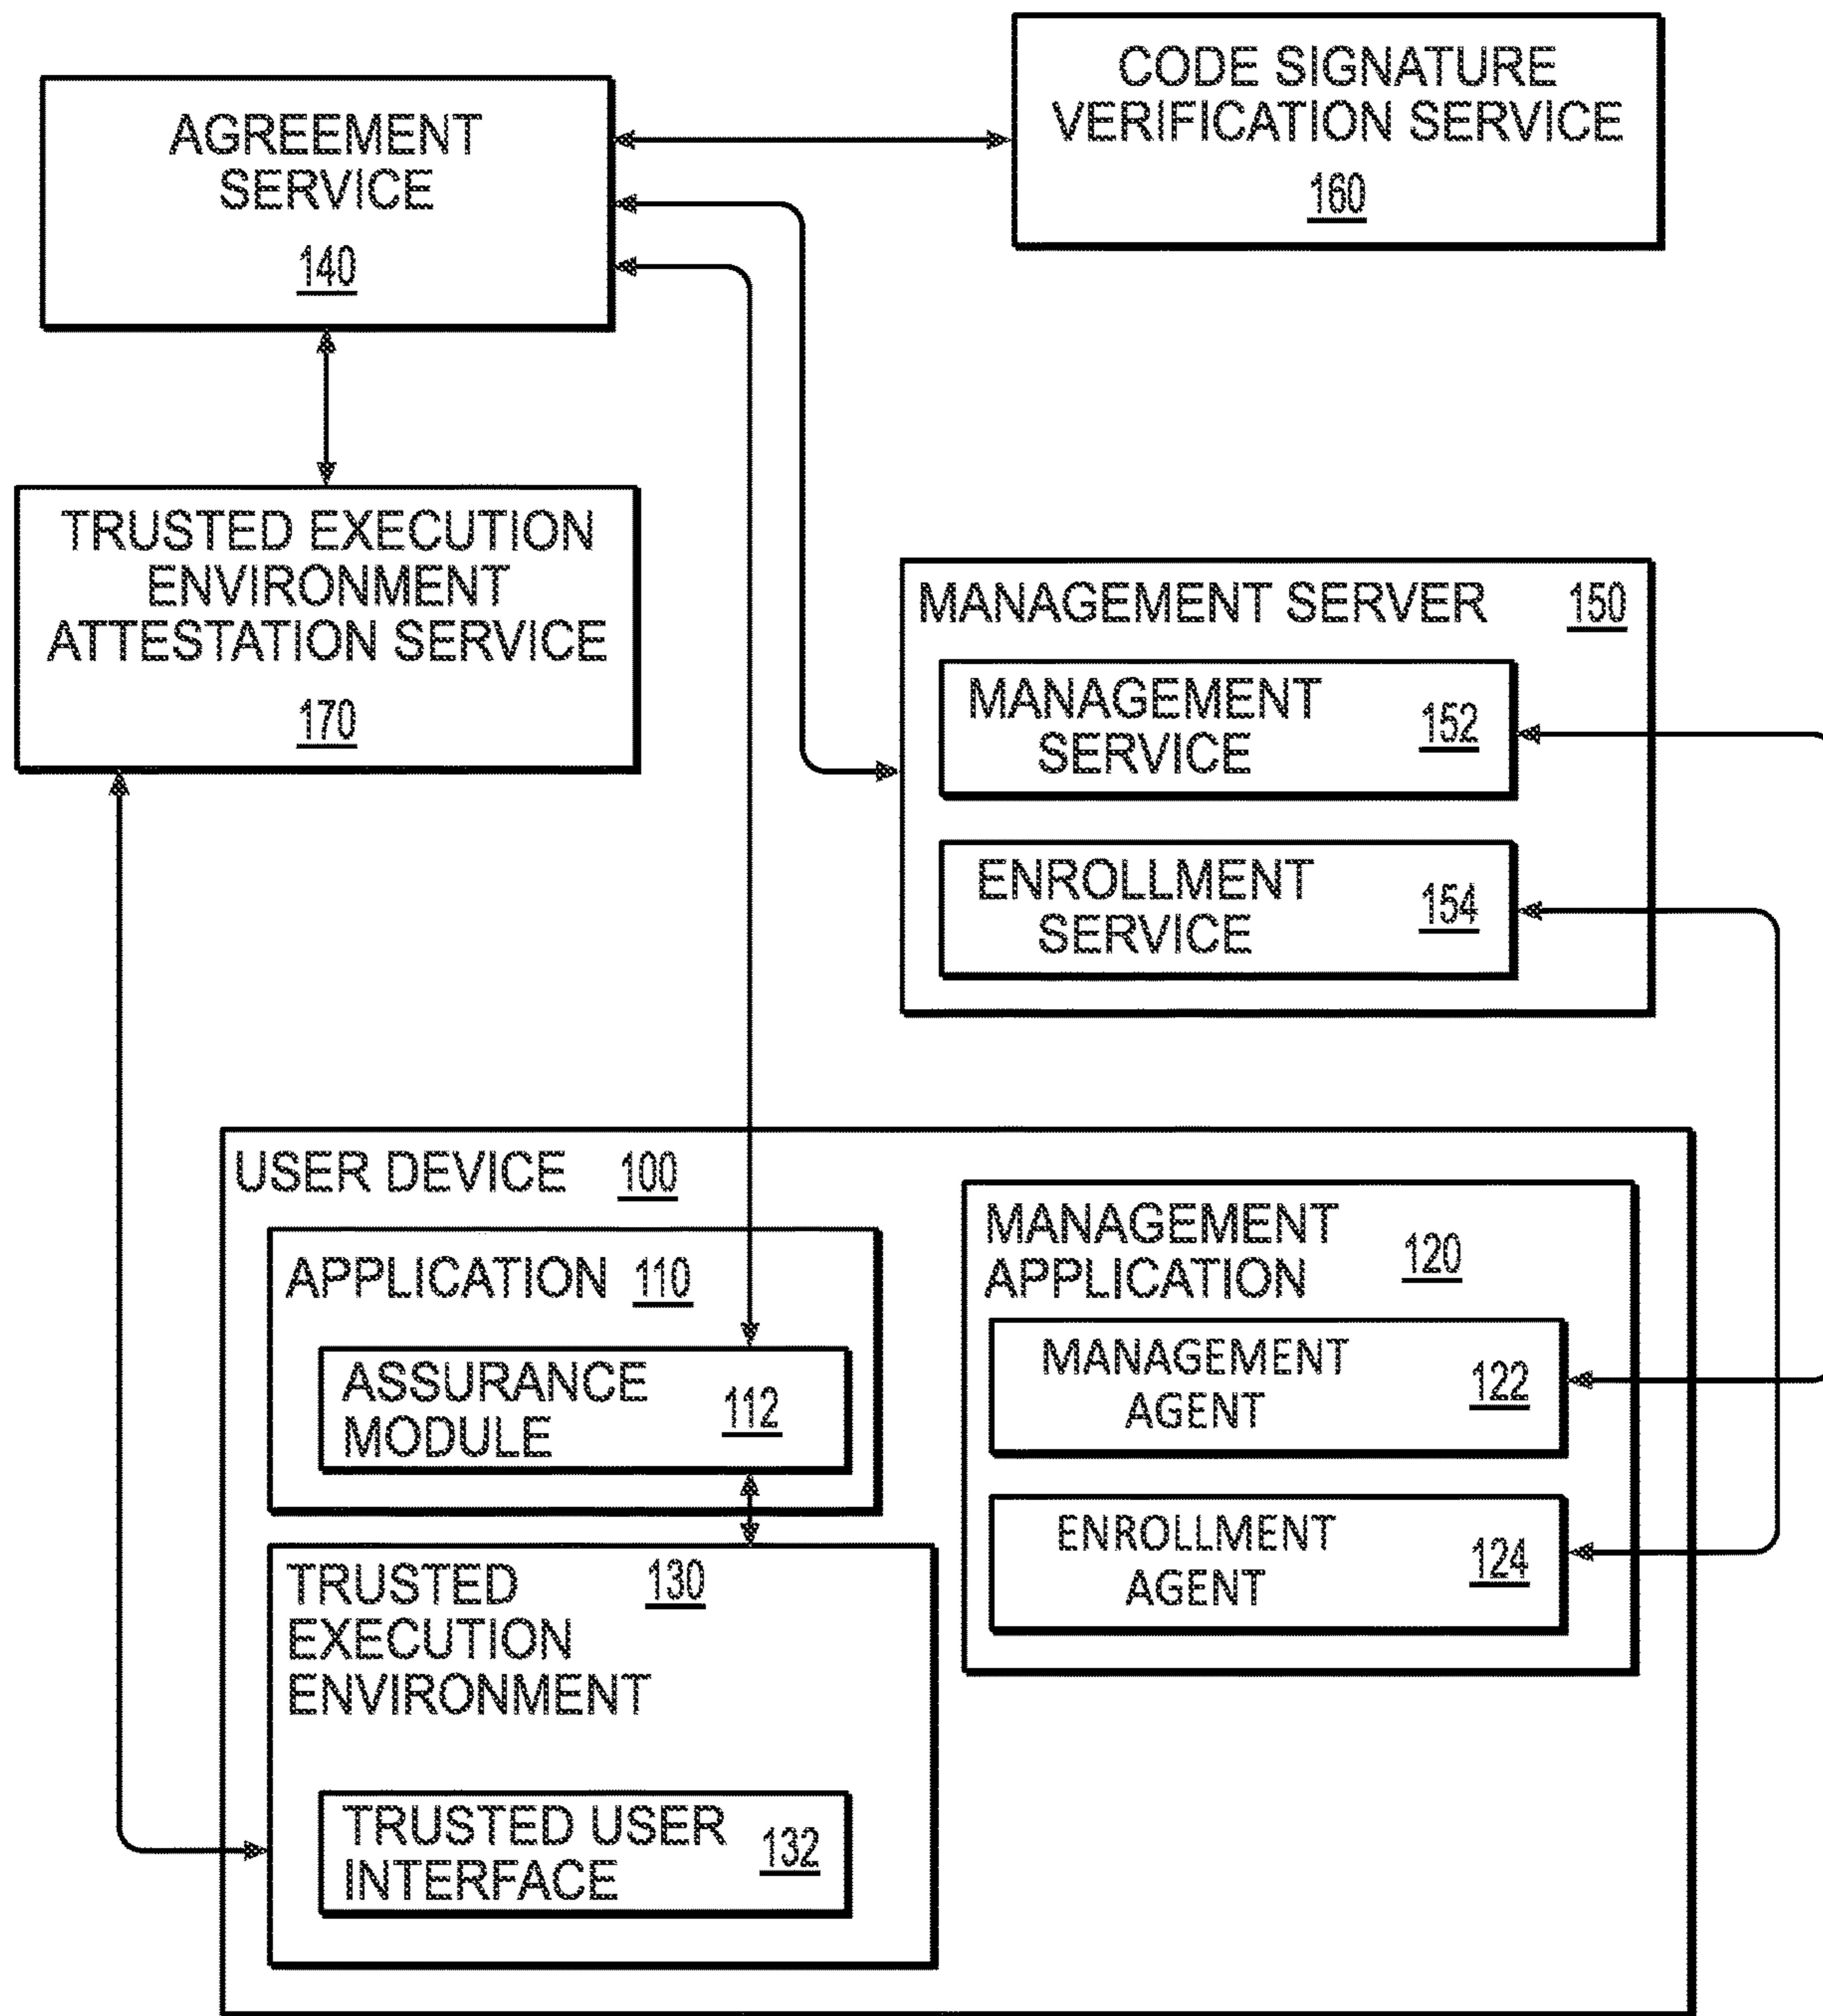 AGREEMENT
SERVICE
140
CODE SIGNATURE
VERIFICATION SERVICE
160
TRUSTED EXECUTION
ENVIRONMENT
ATTESTATION SERVICE
170
MANAGEMENT SERVER 150
MANAGEMENT
SERVICE
152
ENROLLMENT
SERVICE
154
USER DEVICE 100
APPLICATION 110
ASSURANCE
MODULE
112
MANAGEMENT
APPLICATION
120
MANAGEMENT
AGENT
122
ENROLLMENT
AGENT
124
TRUSTED
EXECUTION
ENVIRONMENT
130
TRUSTED USER
INTERFACE
132